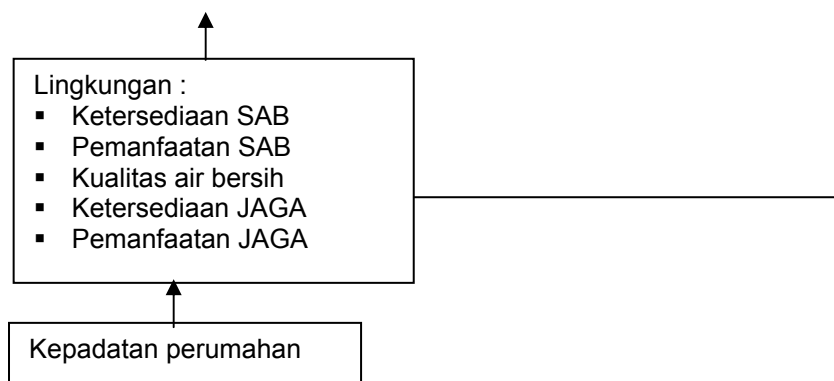 Lingkungan :
▪ Ketersediaan SAB
▪ Pemanfaatan SAB
▪ Kualitas air bersih
▪ Ketersediaan JAGA
▪ Pemanfaatan JAGA
Kepadatan perumahan